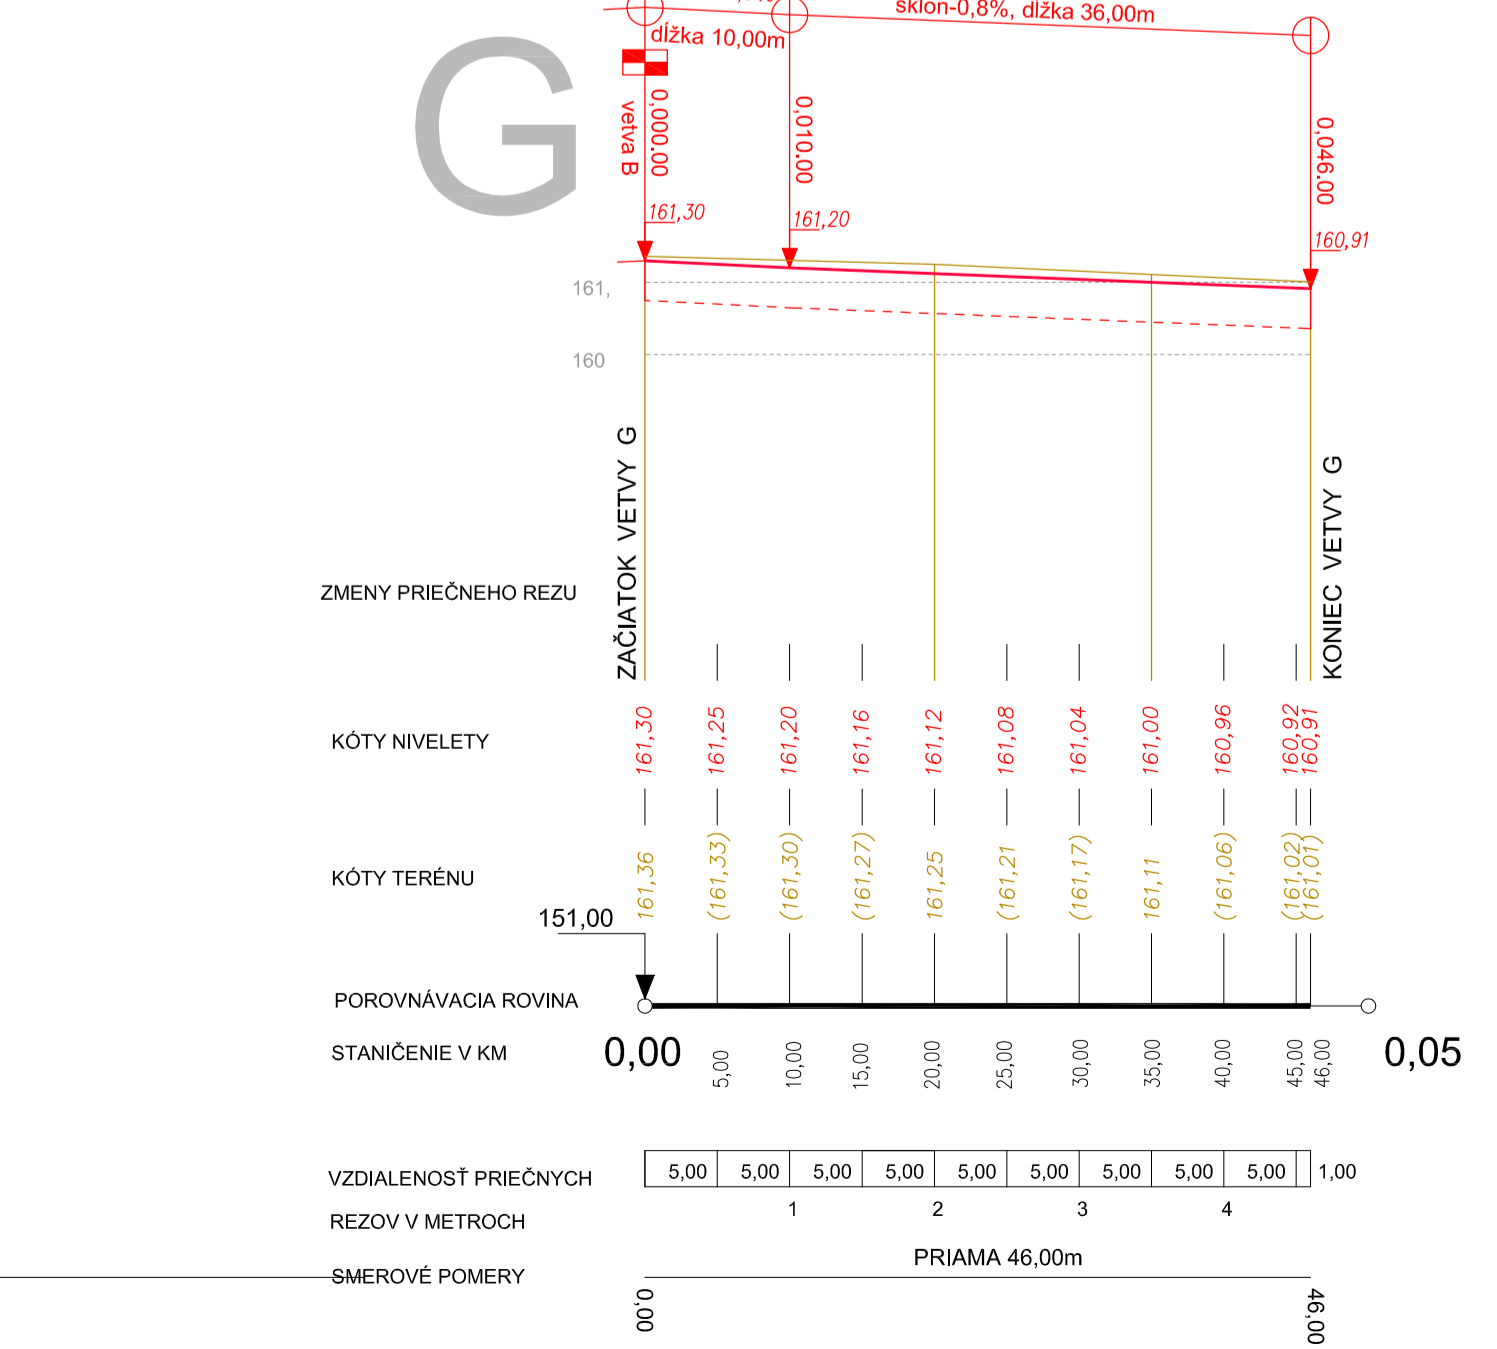 sklon-0,8%, dĺžka 36,00m
dĺžka 10,00m
G
vetva B
0,000.00
0,010.00
0,046.00
161,30
161,20
160,91
161,
160
ZAČIATOK VETVY G
KONIEC VETVY G
ZMENY PRIEČNEHO REZU
KÓTY NIVELETY
161,30 161,25 161,20 161,16 161,12 161,08 161,04 161,00 160,96 160,92 160,91
KÓTY TERÉNU
161,36 (161,33) (161,30) (161,27) 161,25 (161,21 (161,17) 161,11 (161,06) (161,02) (161,01)
151,00
POROVNÁVACIA ROVINA
STANIČENIE V KM
0,00 5,00 10,00 15,00 20,00 25,00 30,00 35,00 40,00 45,00 46,00 0,05
VZDIALENOSŤ PRIEČNYCH
5,00 5,00 5,00 5,00 5,00 5,00 5,00 5,00 5,00 1,00
REZOV V METROCH
1 2 3 4
PRIAMA 46,00m
SMEROVÉ POMERY
0,00 46,00